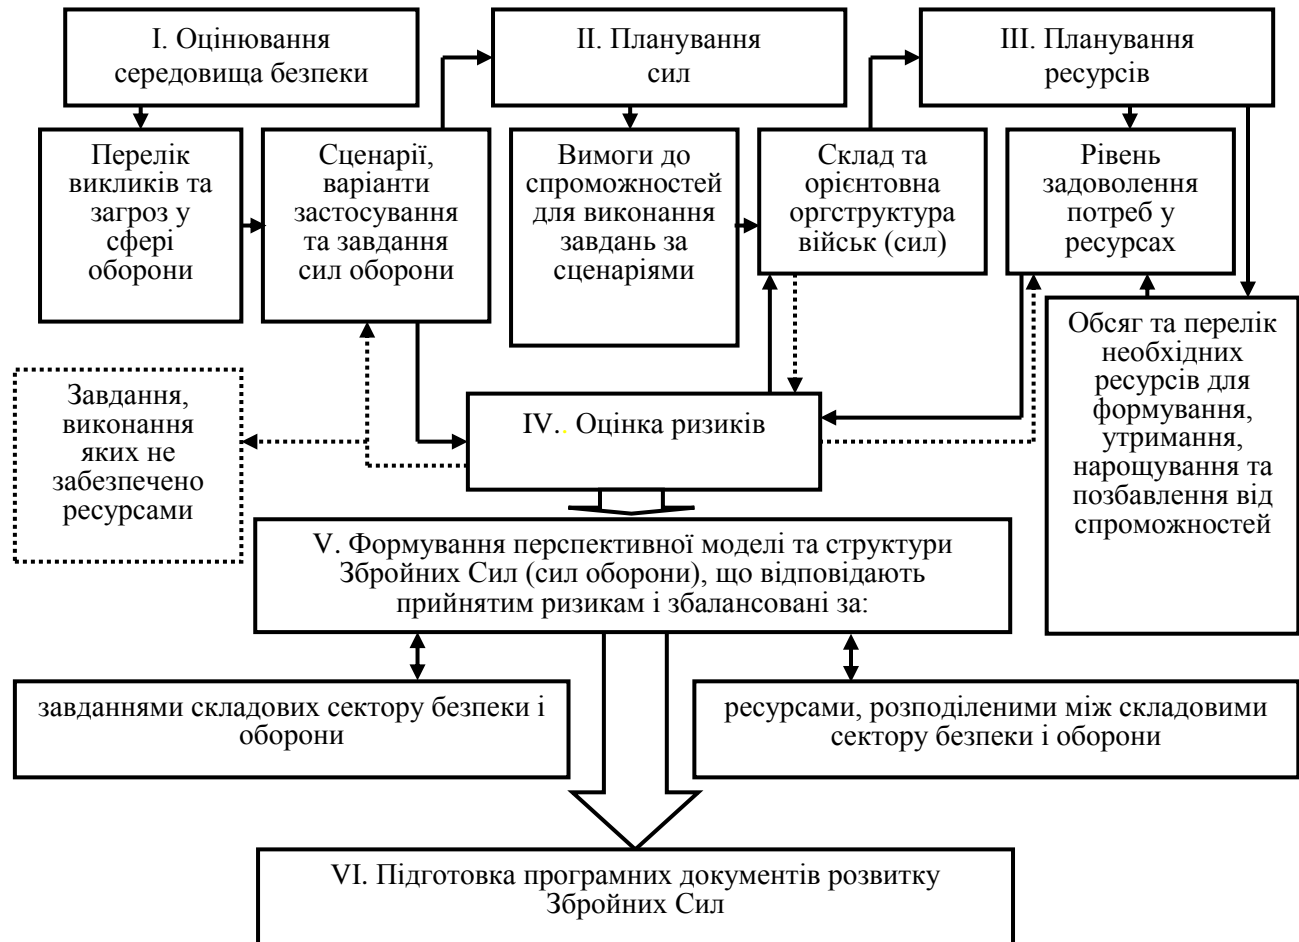 I. Оцінювання
середовища безпеки
II. Планування
сил
III. Планування
ресурсів
Перелік
викликів та
загроз у
сфері
оборони
Сценарії,
варіанти
застосування
та завдання
сил оборони
Вимоги до
спроможностей
для виконання
завдань за
сценаріями
Склад та
орієнтовна
оргструктура
військ (сил)
Рівень
задоволення
потреб у
ресурсах
Обсяг та перелік
необхідних
ресурсів для
формування,
утримання,
нарощування та
позбавлення від
спроможностей
Завдання,
виконання
яких не
забезпечено
ресурсами
IV.. Оцінка ризиків
V. Формування перспективної моделі та структури
Збройних Сил (сил оборони), що відповідають
прийнятим ризикам і збалансовані за:
завданнями складових сектору безпеки і
оборони
ресурсами, розподіленими між складовими
сектору безпеки і оборони
VI. Підготовка програмних документів розвитку
Збройних Сил